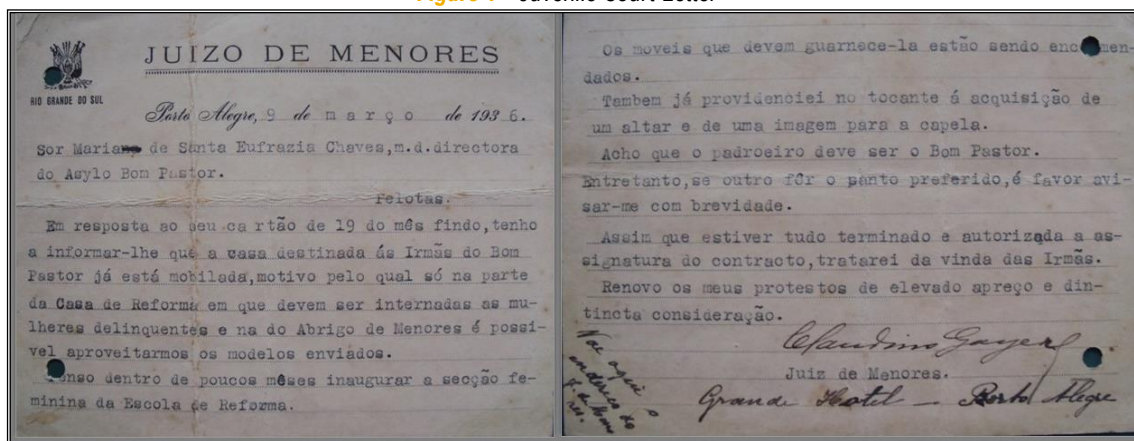 Figure 1 - Juvenile Court Letter
JUIZO DE MENORES
RIO GRANDE DO SUL
Porto Alegre, 9 de março de 1936.
Sor Mariana de Santa Eufrazia Chaves,m.d.directora
do Asylo Bom Pastor.
Pelotas.
Em resposta ao seu cartão de 19 do mês findo,tenho
a informar-lhe que a casa destinada ás Irmãs do Bom
Pastor já está mobilada,motivo pelo qual só na parte
da Casa de Reforma em que devem ser internadas as mu-
lheres delinquentes e na do Abrigo de Menores é possi-
vel aproveitarmos os modelos enviados.
Penso dentro de poucos mêses inaugurar a secção fe-
minina da Escola de Reforma.
Os moveis que devem guarnece-la estão sendo encommen-
dados.
Tambem já providenciei no tocante á acquisição de
um altar e de uma imagem para a capela.
Acho que o padroeiro deve ser o Bom Pastor.
Entretanto,se outro fôr o santo preferido,é favor avi-
sar-me com brevidade.
Assim que estiver tudo terminado e autorizada a as-
signatura do contracto,tratarei da vinda das Irmãs.
Renovo os meus protestos de elevado apreço e din-
tincta consideração.
Claudino Gayer
Juiz de Menores.
Grande Hotel - Porto Alegre
Vae aqui o
endereço do